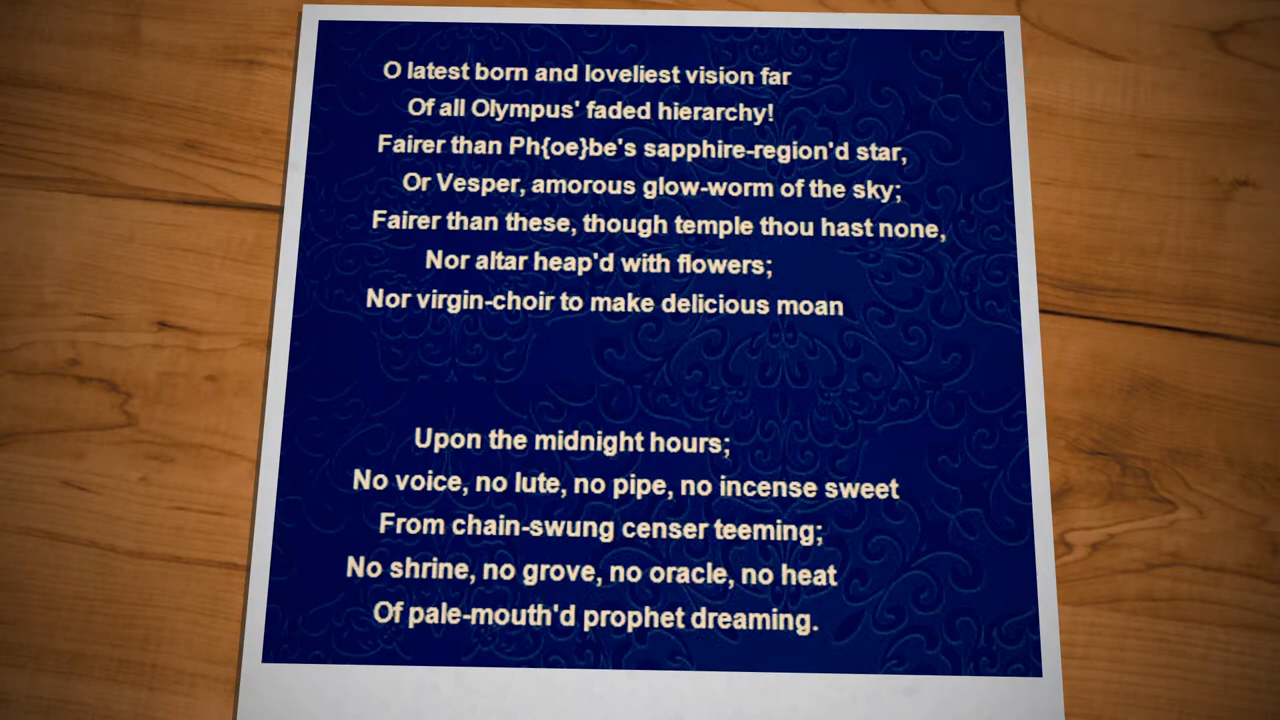 O latest born and loveliest vision far
Of all Olympus' faded hierarchy!
Fairer than Ph{oe}be's sapphire-region'd star,
Or Vesper, amorous glow-worm of the sky;
Fairer than these, though temple thou hast none,
Nor altar heap'd with flowers;
Nor virgin-choir to make delicious moan
Upon the midnight hours;
No voice, no lute, no pipe, no incense sweet
From chain-swung censer teeming;
No shrine, no grove, no oracle, no heat
Of pale-mouth'd prophet dreaming.